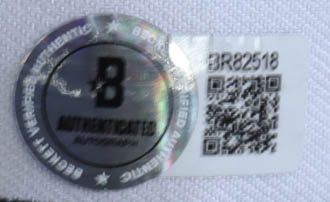 BECKETT VERIFIED AUTHENTIC
B
AUTHENTICATED
AUTOGRAPH
BR82518